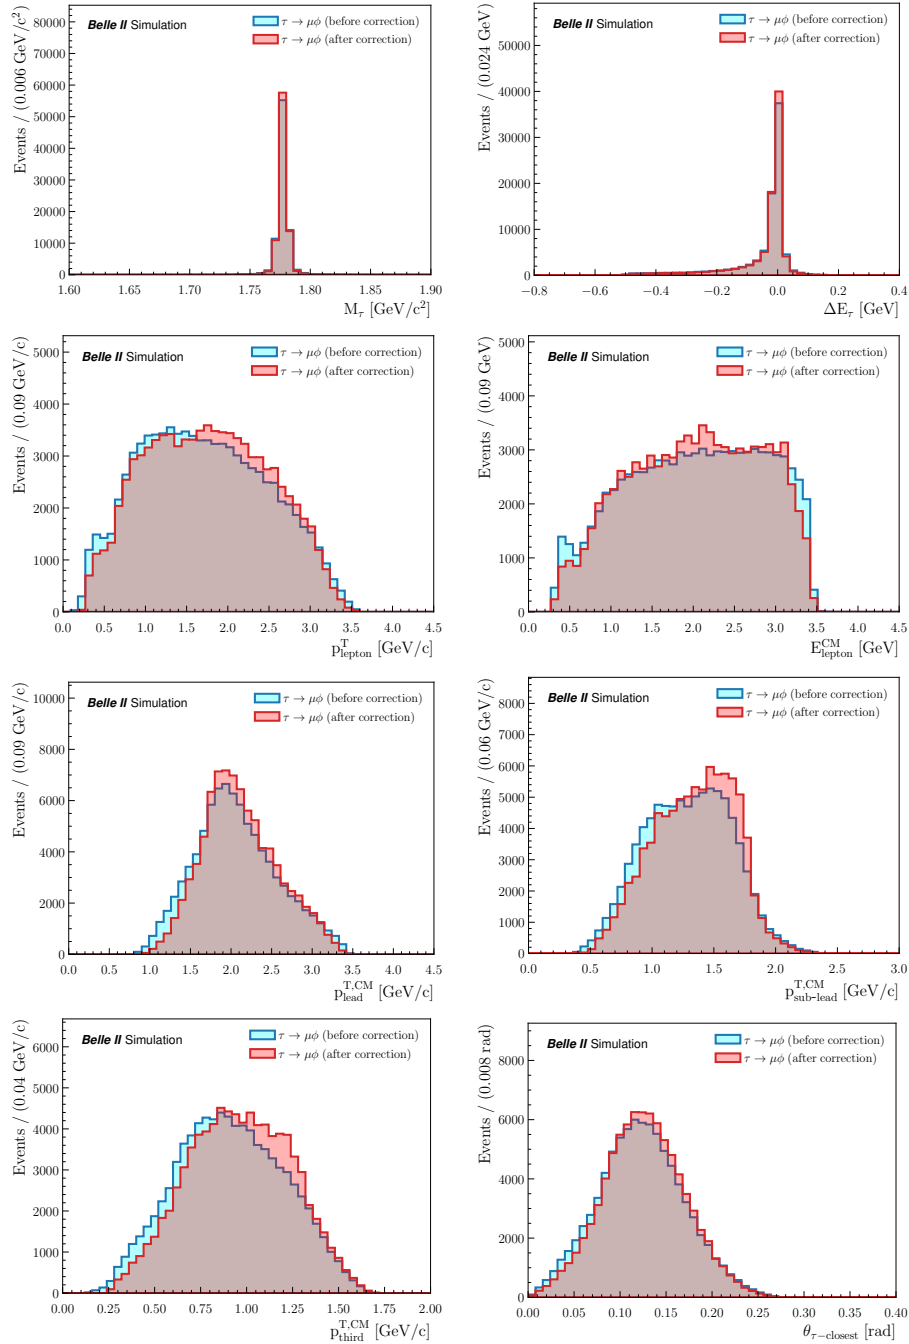 Events / (0.006 GeV/c²)
80000
70000
60000
50000
40000
30000
20000
10000
0
Belle II Simulation
τ → μϕ (before correction)
τ → μϕ (after correction)
1.60 1.65 1.70 1.75 1.80 1.85 1.90
M_τ [GeV/c²]
Events / (0.024 GeV)
50000
40000
30000
20000
10000
0
Belle II Simulation
τ → μϕ (before correction)
τ → μϕ (after correction)
−0.8 −0.6 −0.4 −0.2 0.0 0.2 0.4
ΔE_τ [GeV]
Events / (0.09 GeV/c)
5000
4000
3000
2000
1000
0
Belle II Simulation
τ → μϕ (before correction)
τ → μϕ (after correction)
0.0 0.5 1.0 1.5 2.0 2.5 3.0 3.5 4.0 4.5
p^T_lepton [GeV/c]
Events / (0.09 GeV)
5000
4000
3000
2000
1000
0
Belle II Simulation
τ → μϕ (before correction)
τ → μϕ (after correction)
0.0 0.5 1.0 1.5 2.0 2.5 3.0 3.5 4.0 4.5
E^CM_lepton [GeV]
Events / (0.09 GeV/c)
10000
8000
6000
4000
2000
0
Belle II Simulation
τ → μϕ (before correction)
τ → μϕ (after correction)
0.0 0.5 1.0 1.5 2.0 2.5 3.0 3.5 4.0 4.5
p^T,CM_lead [GeV/c]
Events / (0.06 GeV/c)
8000
7000
6000
5000
4000
3000
2000
1000
0
Belle II Simulation
τ → μϕ (before correction)
τ → μϕ (after correction)
0.0 0.5 1.0 1.5 2.0 2.5 3.0
p^T,CM_sub-lead [GeV/c]
Events / (0.04 GeV/c)
6000
5000
4000
3000
2000
1000
0
Belle II Simulation
τ → μϕ (before correction)
τ → μϕ (after correction)
0.00 0.25 0.50 0.75 1.00 1.25 1.50 1.75 2.00
p^T,CM_third [GeV/c]
Events / (0.008 rad)
8000
6000
4000
2000
0
Belle II Simulation
τ → μϕ (before correction)
τ → μϕ (after correction)
0.00 0.05 0.10 0.15 0.20 0.25 0.30 0.35 0.40
θ_τ−closest [rad]